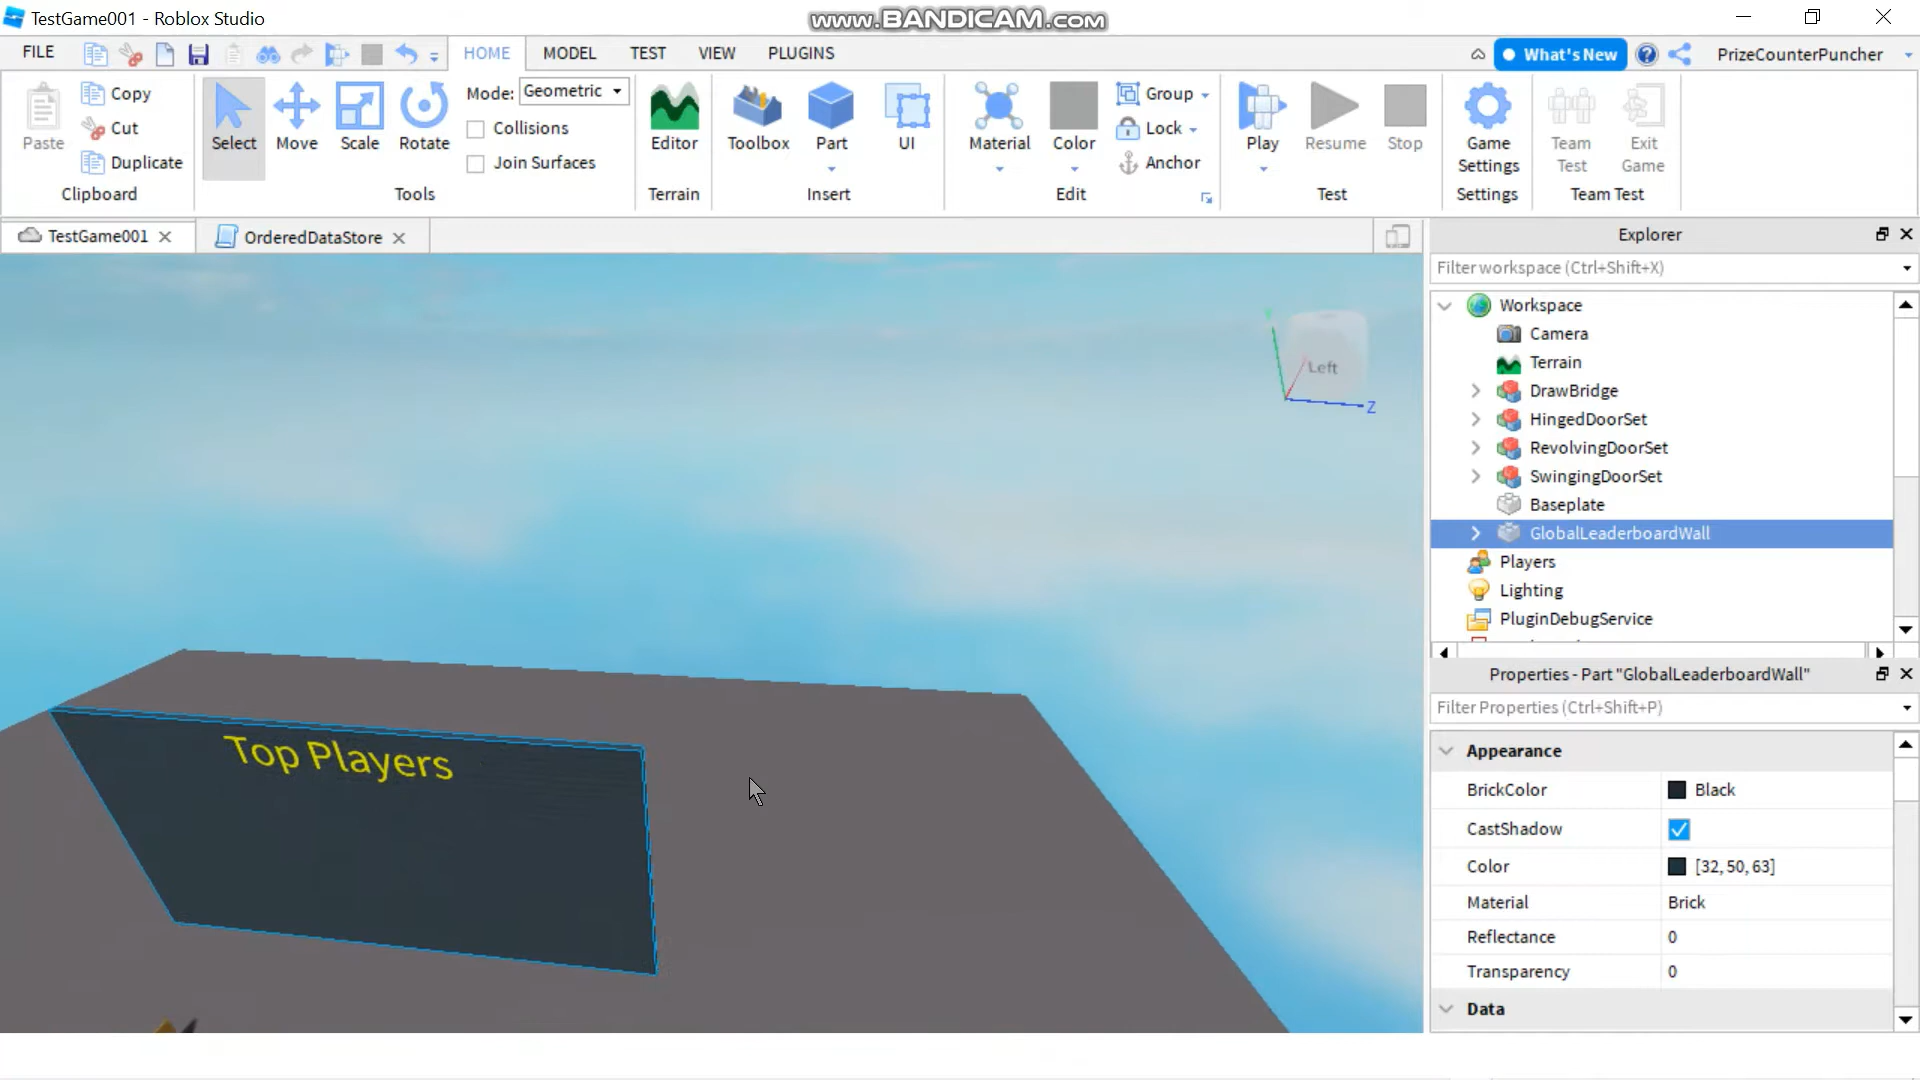 TestGame001 - Roblox Studio
www.BANDICAM.com
FILE HOME MODEL TEST VIEW PLUGINS What's New PrizeCounterPuncher
Paste Copy Cut Duplicate Clipboard
Select Move Scale Rotate Mode: Geometric Collisions Join Surfaces Tools
Editor Terrain
Toolbox Part UI Insert
Material Color Group Lock Anchor Edit
Play Resume Stop Test
Game Settings Settings
Team Test Exit Game Team Test
TestGame001 OrderedDataStore
Left
Z
Top Players
Explorer
Filter workspace (Ctrl+Shift+X)
Workspace
Camera
Terrain
DrawBridge
HingedDoorSet
RevolvingDoorSet
SwingingDoorSet
Baseplate
GlobalLeaderboardWall
Players
Lighting
PluginDebugService
Properties - Part "GlobalLeaderboardWall"
Filter Properties (Ctrl+Shift+P)
Appearance
BrickColor Black
CastShadow
Color [32, 50, 63]
Material Brick
Reflectance 0
Transparency 0
Data